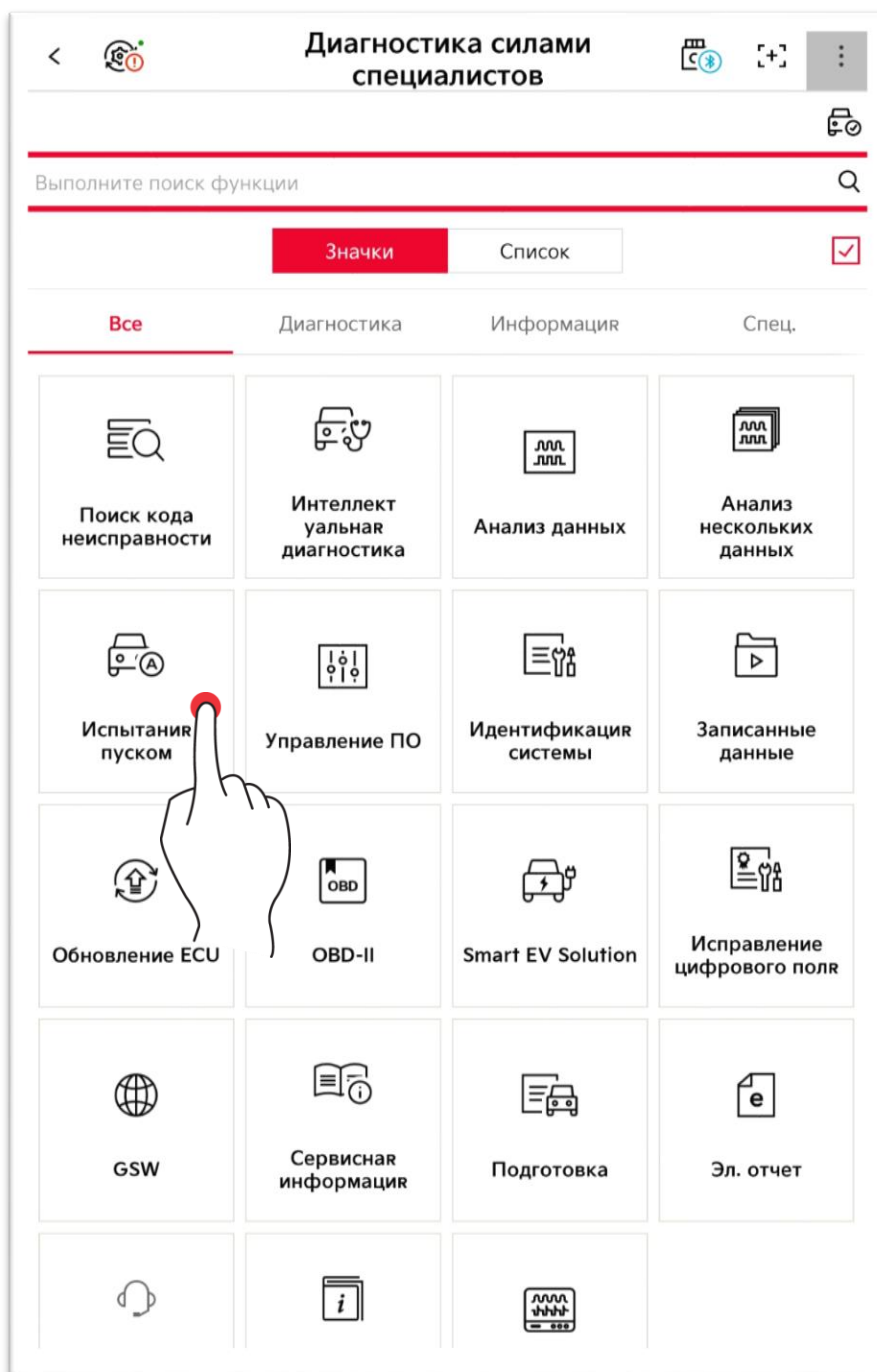 Диагностика силами
специалистов
Выполните поиск функции
Значки
Список
Все
Диагностика
Информация
Спец.
Поиск кода
неисправности
Интеллект
уальная
диагностика
Анализ данных
Анализ
нескольких
данных
Испытания
пуском
Управление ПО
Идентификация
системы
Записанные
данные
Обновление ECU
OBD
OBD-II
Smart EV Solution
Исправление
цифрового поля
GSW
Сервисная
информация
Подготовка
e
Эл. отчет
i